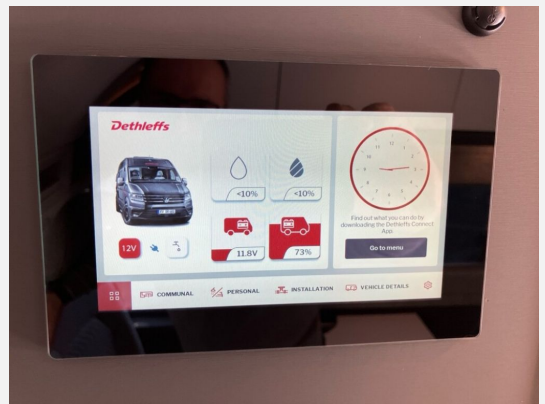 Dethleffs
<10%
<10%
12V
11.8V
73%
Find out what you can do by
downloading the Dethleffs Connect
App
Go to menu
COMMUNAL
PERSONAL
INSTALLATION
VEHICLE DETAILS